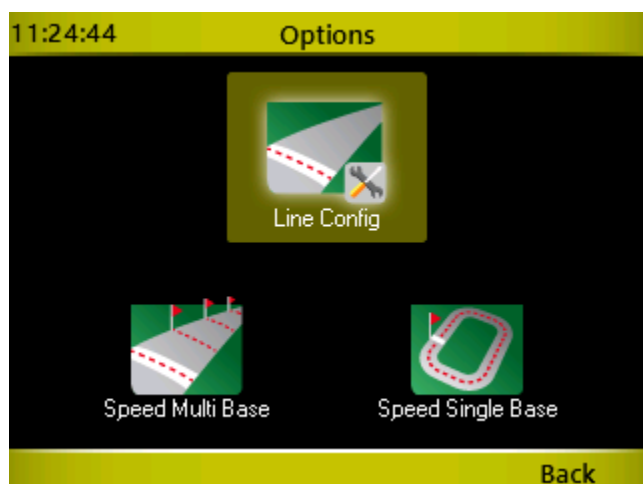 11:24:44 Options
Line Config
Speed Multi Base
Speed Single Base
Back